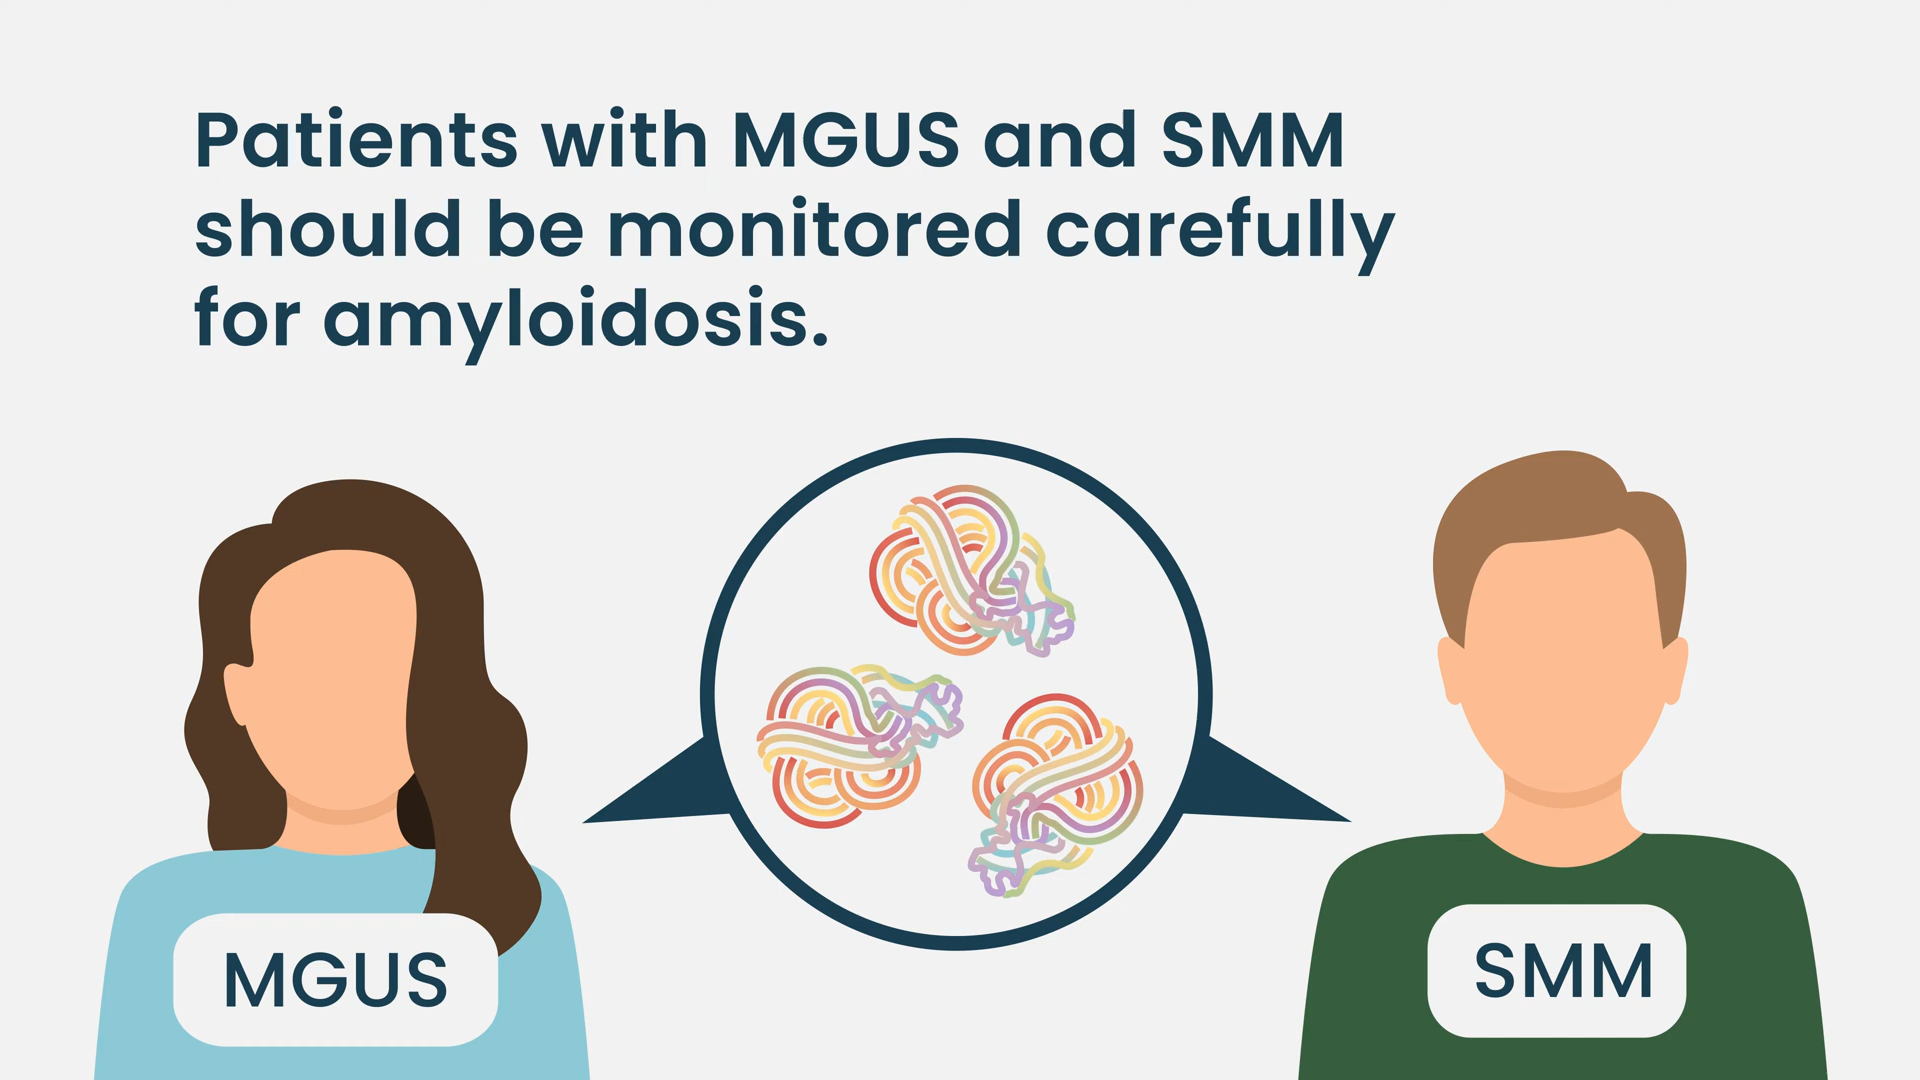 Patients with MGUS and SMM
should be monitored carefully
for amyloidosis.
MGUS
SMM